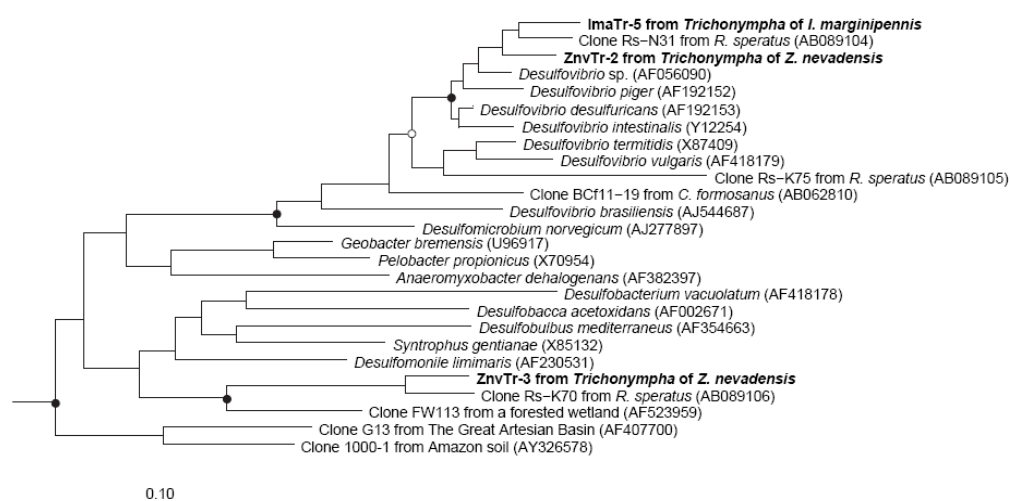 ImaTr-5 from Trichonympha of I. marginipennis
Clone Rs−N31 from R. speratus (AB089104)
ZnvTr-2 from Trichonympha of Z. nevadensis
Desulfovibrio sp. (AF056090)
Desulfovibrio piger (AF192152)
Desulfovibrio desulfuricans (AF192153)
Desulfovibrio intestinalis (Y12254)
Desulfovibrio termitidis (X87409)
Desulfovibrio vulgaris (AF418179)
Clone Rs−K75 from R. speratus (AB089105)
Clone BCf11−19 from C. formosanus (AB062810)
Desulfovibrio brasiliensis (AJ544687)
Desulfomicrobium norvegicum (AJ277897)
Geobacter bremensis (U96917)
Pelobacter propionicus (X70954)
Anaeromyxobacter dehalogenans (AF382397)
Desulfobacterium vacuolatum (AF418178)
Desulfobacca acetoxidans (AF002671)
Desulfobulbus mediterraneus (AF354663)
Syntrophus gentianae (X85132)
Desulfomonile limimaris (AF230531)
ZnvTr-3 from Trichonympha of Z. nevadensis
Clone Rs−K70 from R. speratus (AB089106)
Clone FW113 from a forested wetland (AF523959)
Clone G13 from The Great Artesian Basin (AF407700)
Clone 1000-1 from Amazon soil (AY326578)
0.10